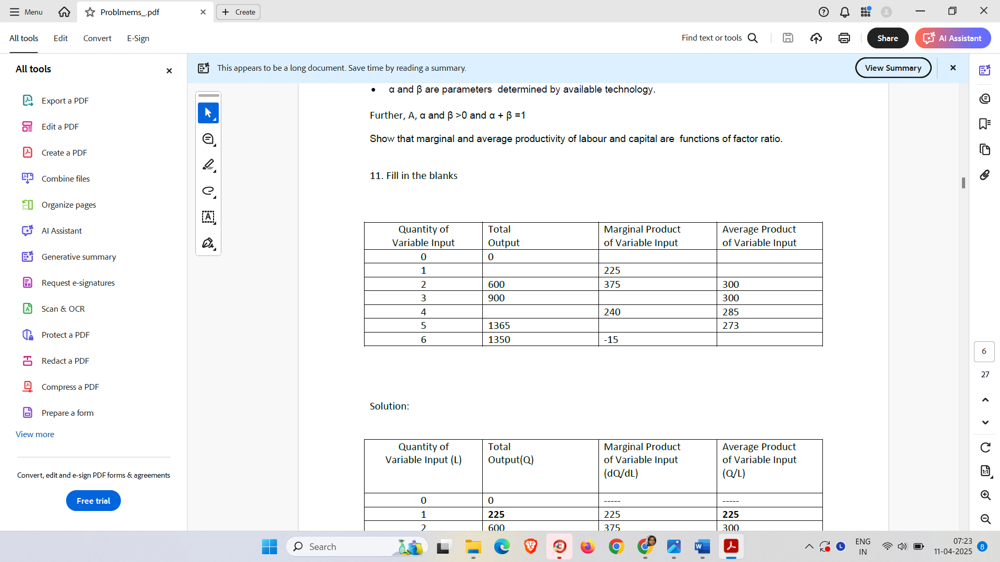 Menu
Problmems_.pdf
Create
All tools
Edit
Convert
E-Sign
Find text or tools
Share
AI Assistant
All tools
This appears to be a long document. Save time by reading a summary.
View Summary
Export a PDF
Edit a PDF
Create a PDF
Combine files
Organize pages
AI Assistant
Generative summary
Request e-signatures
Scan & OCR
Protect a PDF
Redact a PDF
Compress a PDF
Prepare a form
View more
Convert, edit and e-sign PDF forms & agreements
Free trial
• α and β are parameters determined by available technology.
Further, A, α and β >0 and α + β =1
Show that marginal and average productivity of labour and capital are functions of factor ratio.
11. Fill in the blanks
Quantity of Variable Input | Total Output | Marginal Product of Variable Input | Average Product of Variable Input
0 | 0 | |
1 | | 225 |
2 | 600 | 375 | 300
3 | 900 | | 300
4 | | 240 | 285
5 | 1365 | | 273
6 | 1350 | -15 |
Solution:
Quantity of Variable Input (L) | Total Output(Q) | Marginal Product of Variable Input (dQ/dL) | Average Product of Variable Input (Q/L)
0 | 0 | ----- | -----
1 | 225 | 225 | 225
2 | 600 | 375 | 300
6
27
1:1
Search
ENG
IN
07:23
11-04-2025
8